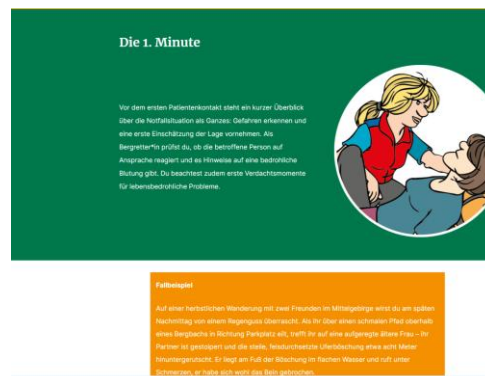 Die 1. Minute
Vor dem ersten Patientenkontakt steht ein kurzer Überblick
über die Notfallsituation als Ganzes: Gefahren erkennen und
eine erste Einschätzung der Lage vornehmen. Als
Bergretter*in prüfst du, ob die betroffene Person auf
Ansprache reagiert und es Hinweise auf eine bedrohliche
Blutung gibt. Du beachtest zudem erste Verdachtsmomente
für lebensbedrohliche Probleme.
Fallbeispiel
Auf einer herbstlichen Wanderung mit zwei Freunden im Mittelgebirge wirst du am späten
Nachmittag von einem Regenguss überrascht. Als ihr über einen schmalen Pfad oberhalb
eines Bergbachs in Richtung Parkplatz eilt, trefft ihr auf eine aufgeregte ältere Frau – ihr
Partner ist gestolpert und die steile, felsdurchsetzte Uferböschung etwa acht Meter
hinuntergerutscht. Er liegt am Fuß der Böschung im flachen Wasser und ruft unter
Schmerzen, er habe sich wohl das Bein gebrochen.